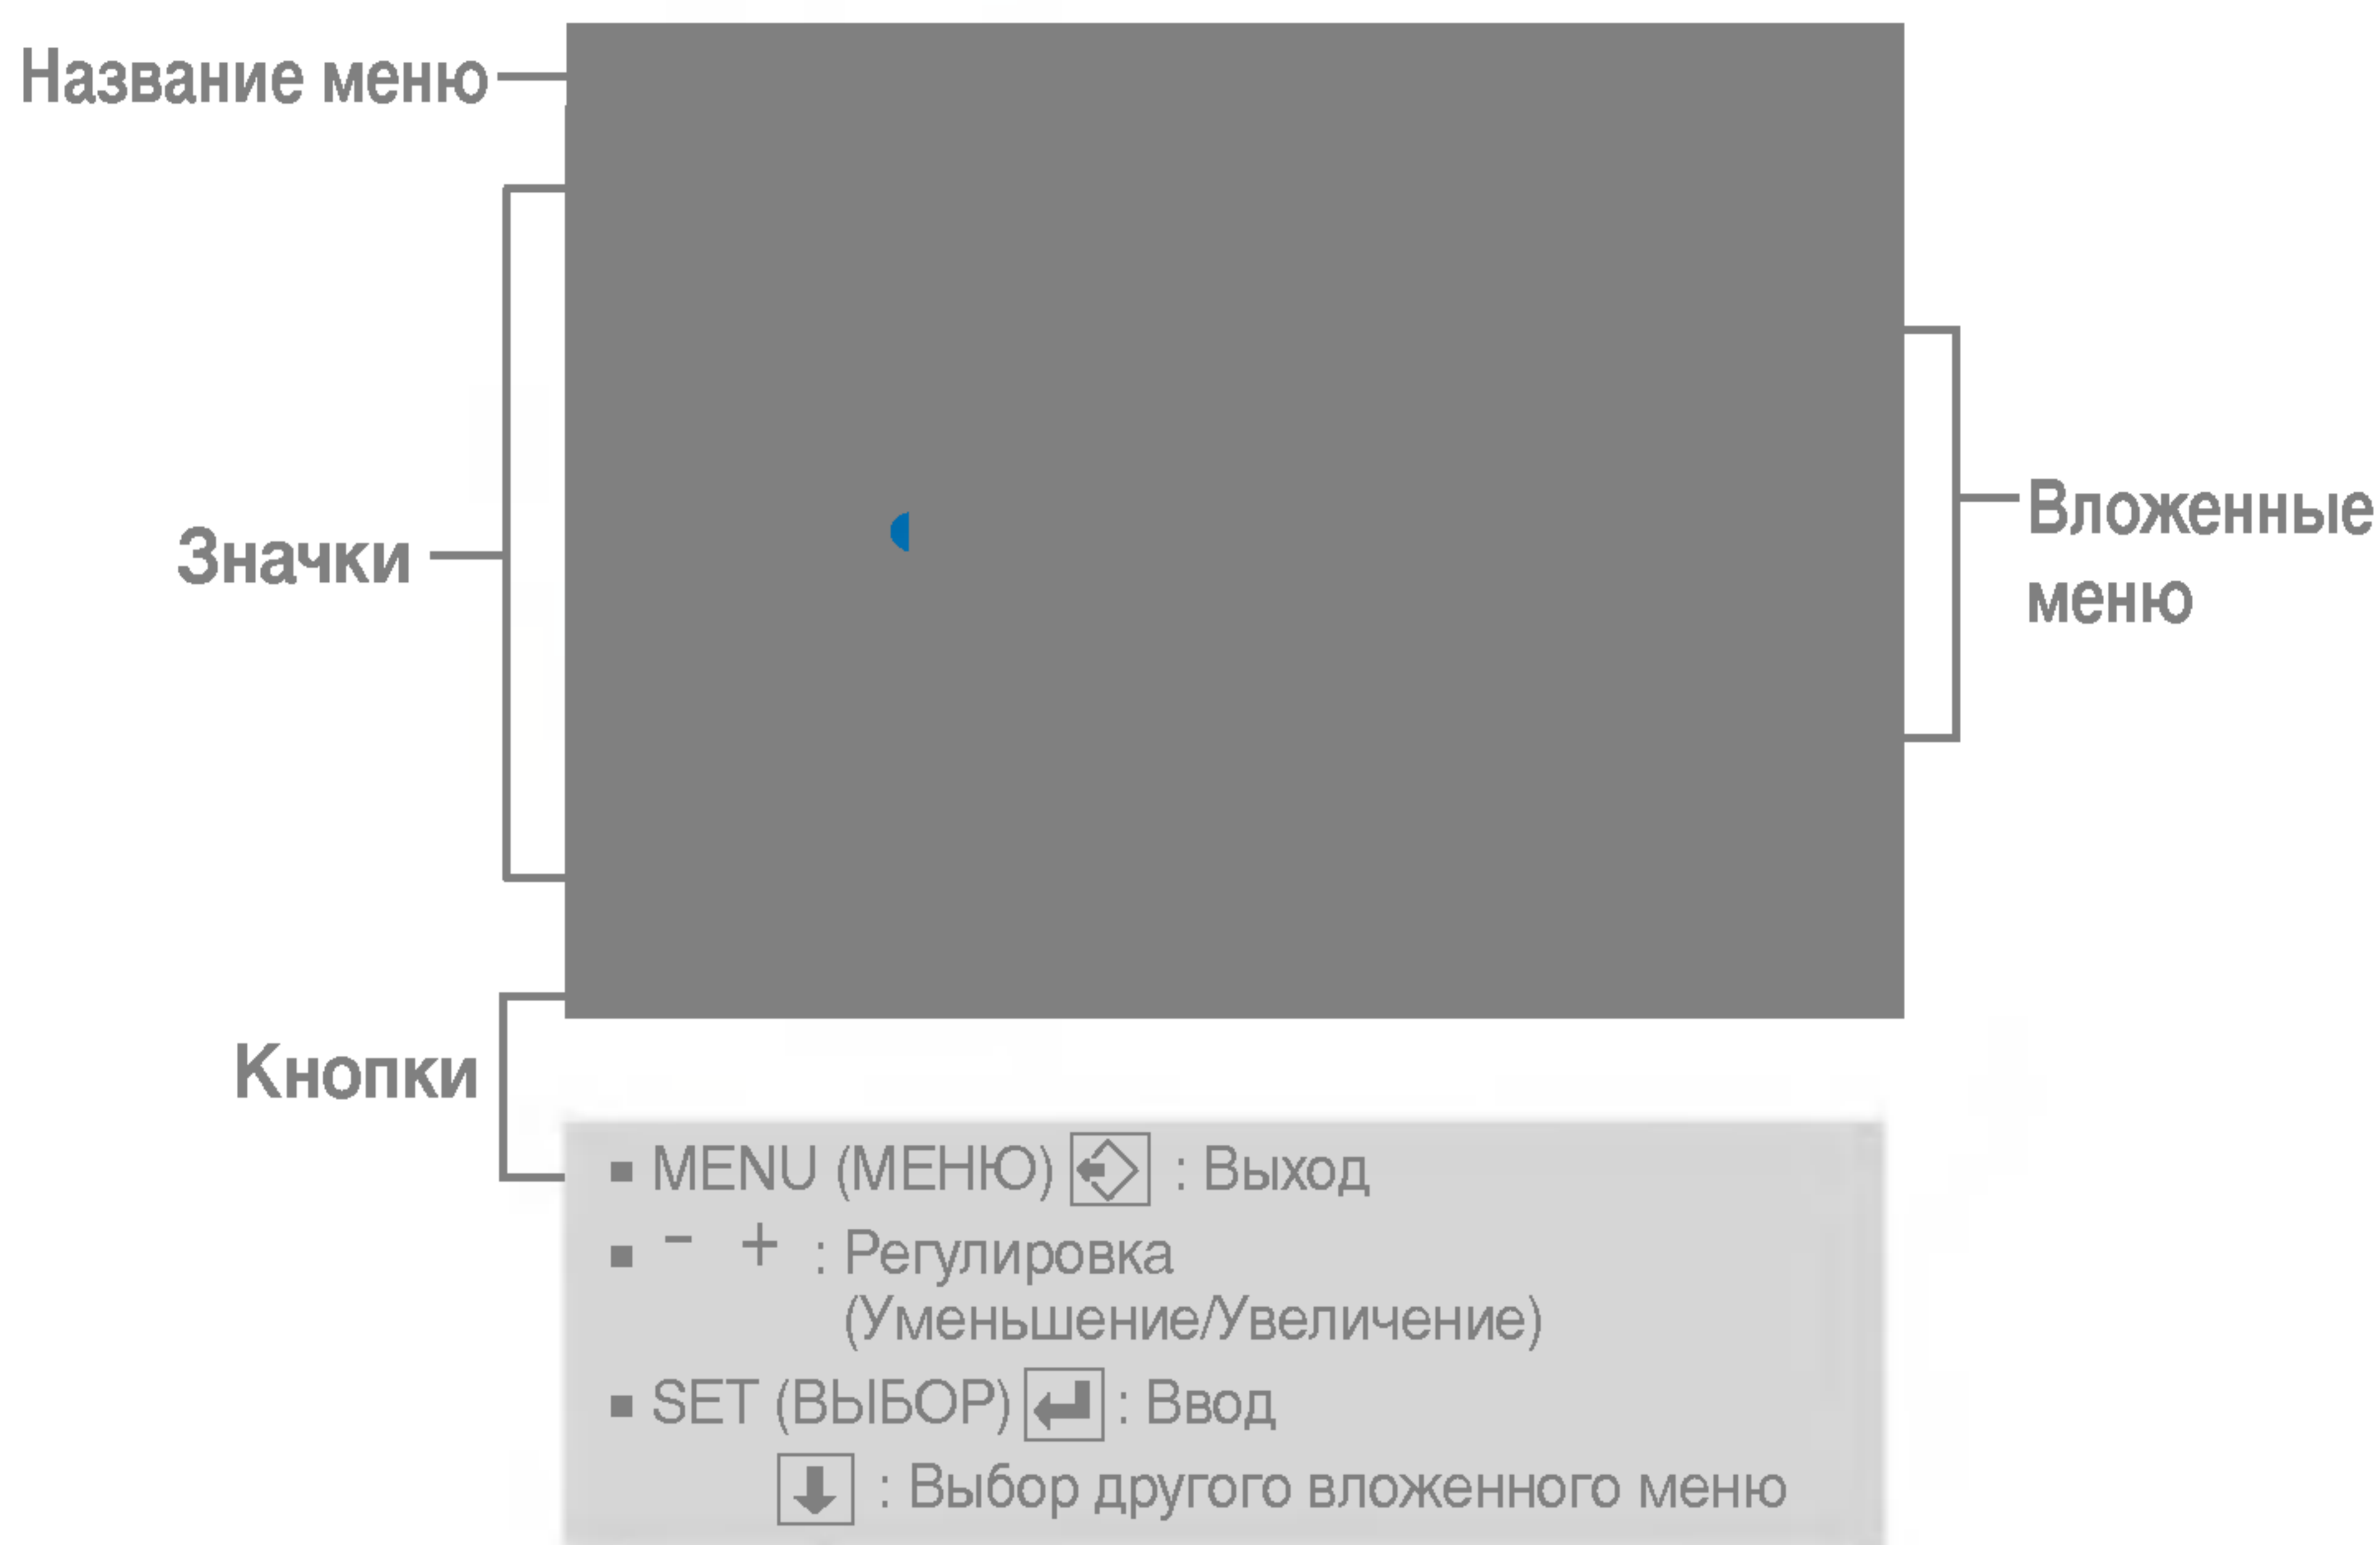 Название меню
Значки
Вложенные
меню
Кнопки
▪ MENU (МЕНЮ) : Выход
▪ - + : Регулировка
(Уменьшение/Увеличение)
▪ SET (ВЫБОР) : Ввод
: Выбор другого вложенного меню